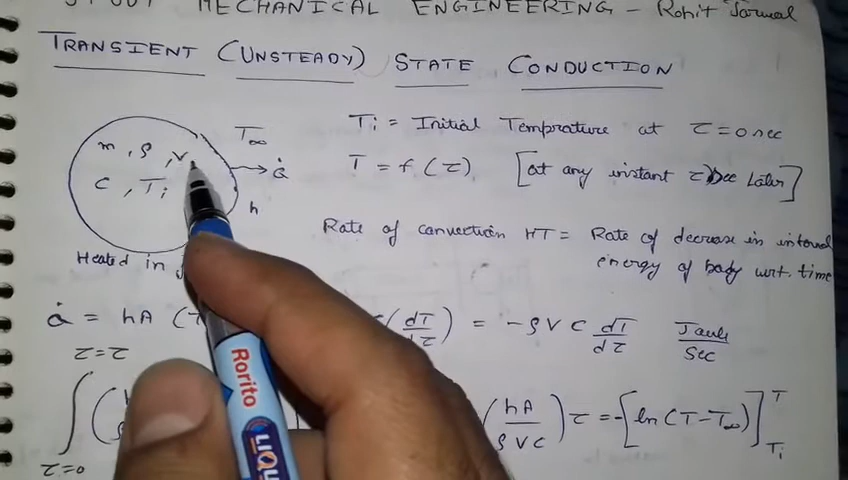 STUDY MECHANICAL ENGINEERING - Rohit Jarmal
TRANSIENT (UNSTEADY) STATE CONDUCTION
m, ρ, V
C, Ti
T∞
Q̇
h
Heated in
Ti = Initial Temprature at τ = 0 sec
T = f (τ) [at any instant τ Sec Later]
Rate of convection HT = Rate of decrease in internal
energy of body w.r.t. time
Q̇ = hA (T
(dT/dτ) = - ρ V C dT/dτ Joule/Sec
τ = τ
∫
τ = 0
(hA/ρVC) τ = - [ln (T - T∞)] T Ti
Rorito
LIQU